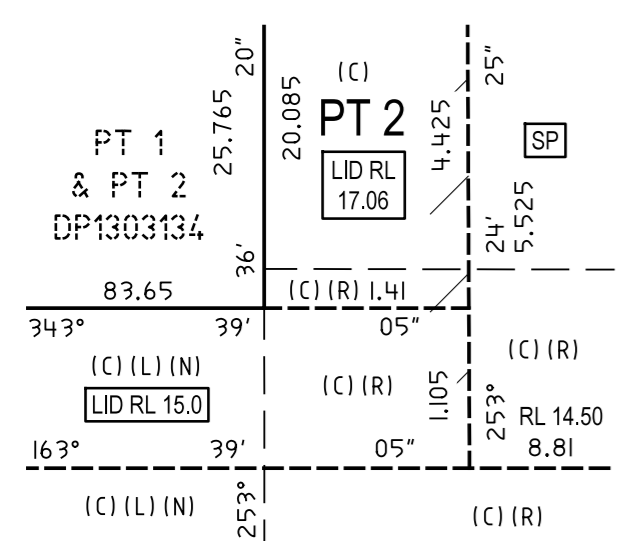 20"
25.765
36'
20.085
(C)
PT 2
LID RL
17.06
4.425
25"
24'
5.525
SP
PT 1
& PT 2
DP1303134
83.65
(C)(R) 1.41
343° 39' 05"
(C)(L)(N)
LID RL 15.0
(C)(R)
1.105
253°
(C)(R)
RL 14.50
8.81
163° 39' 05"
(C)(L)(N)
253°
(C)(R)